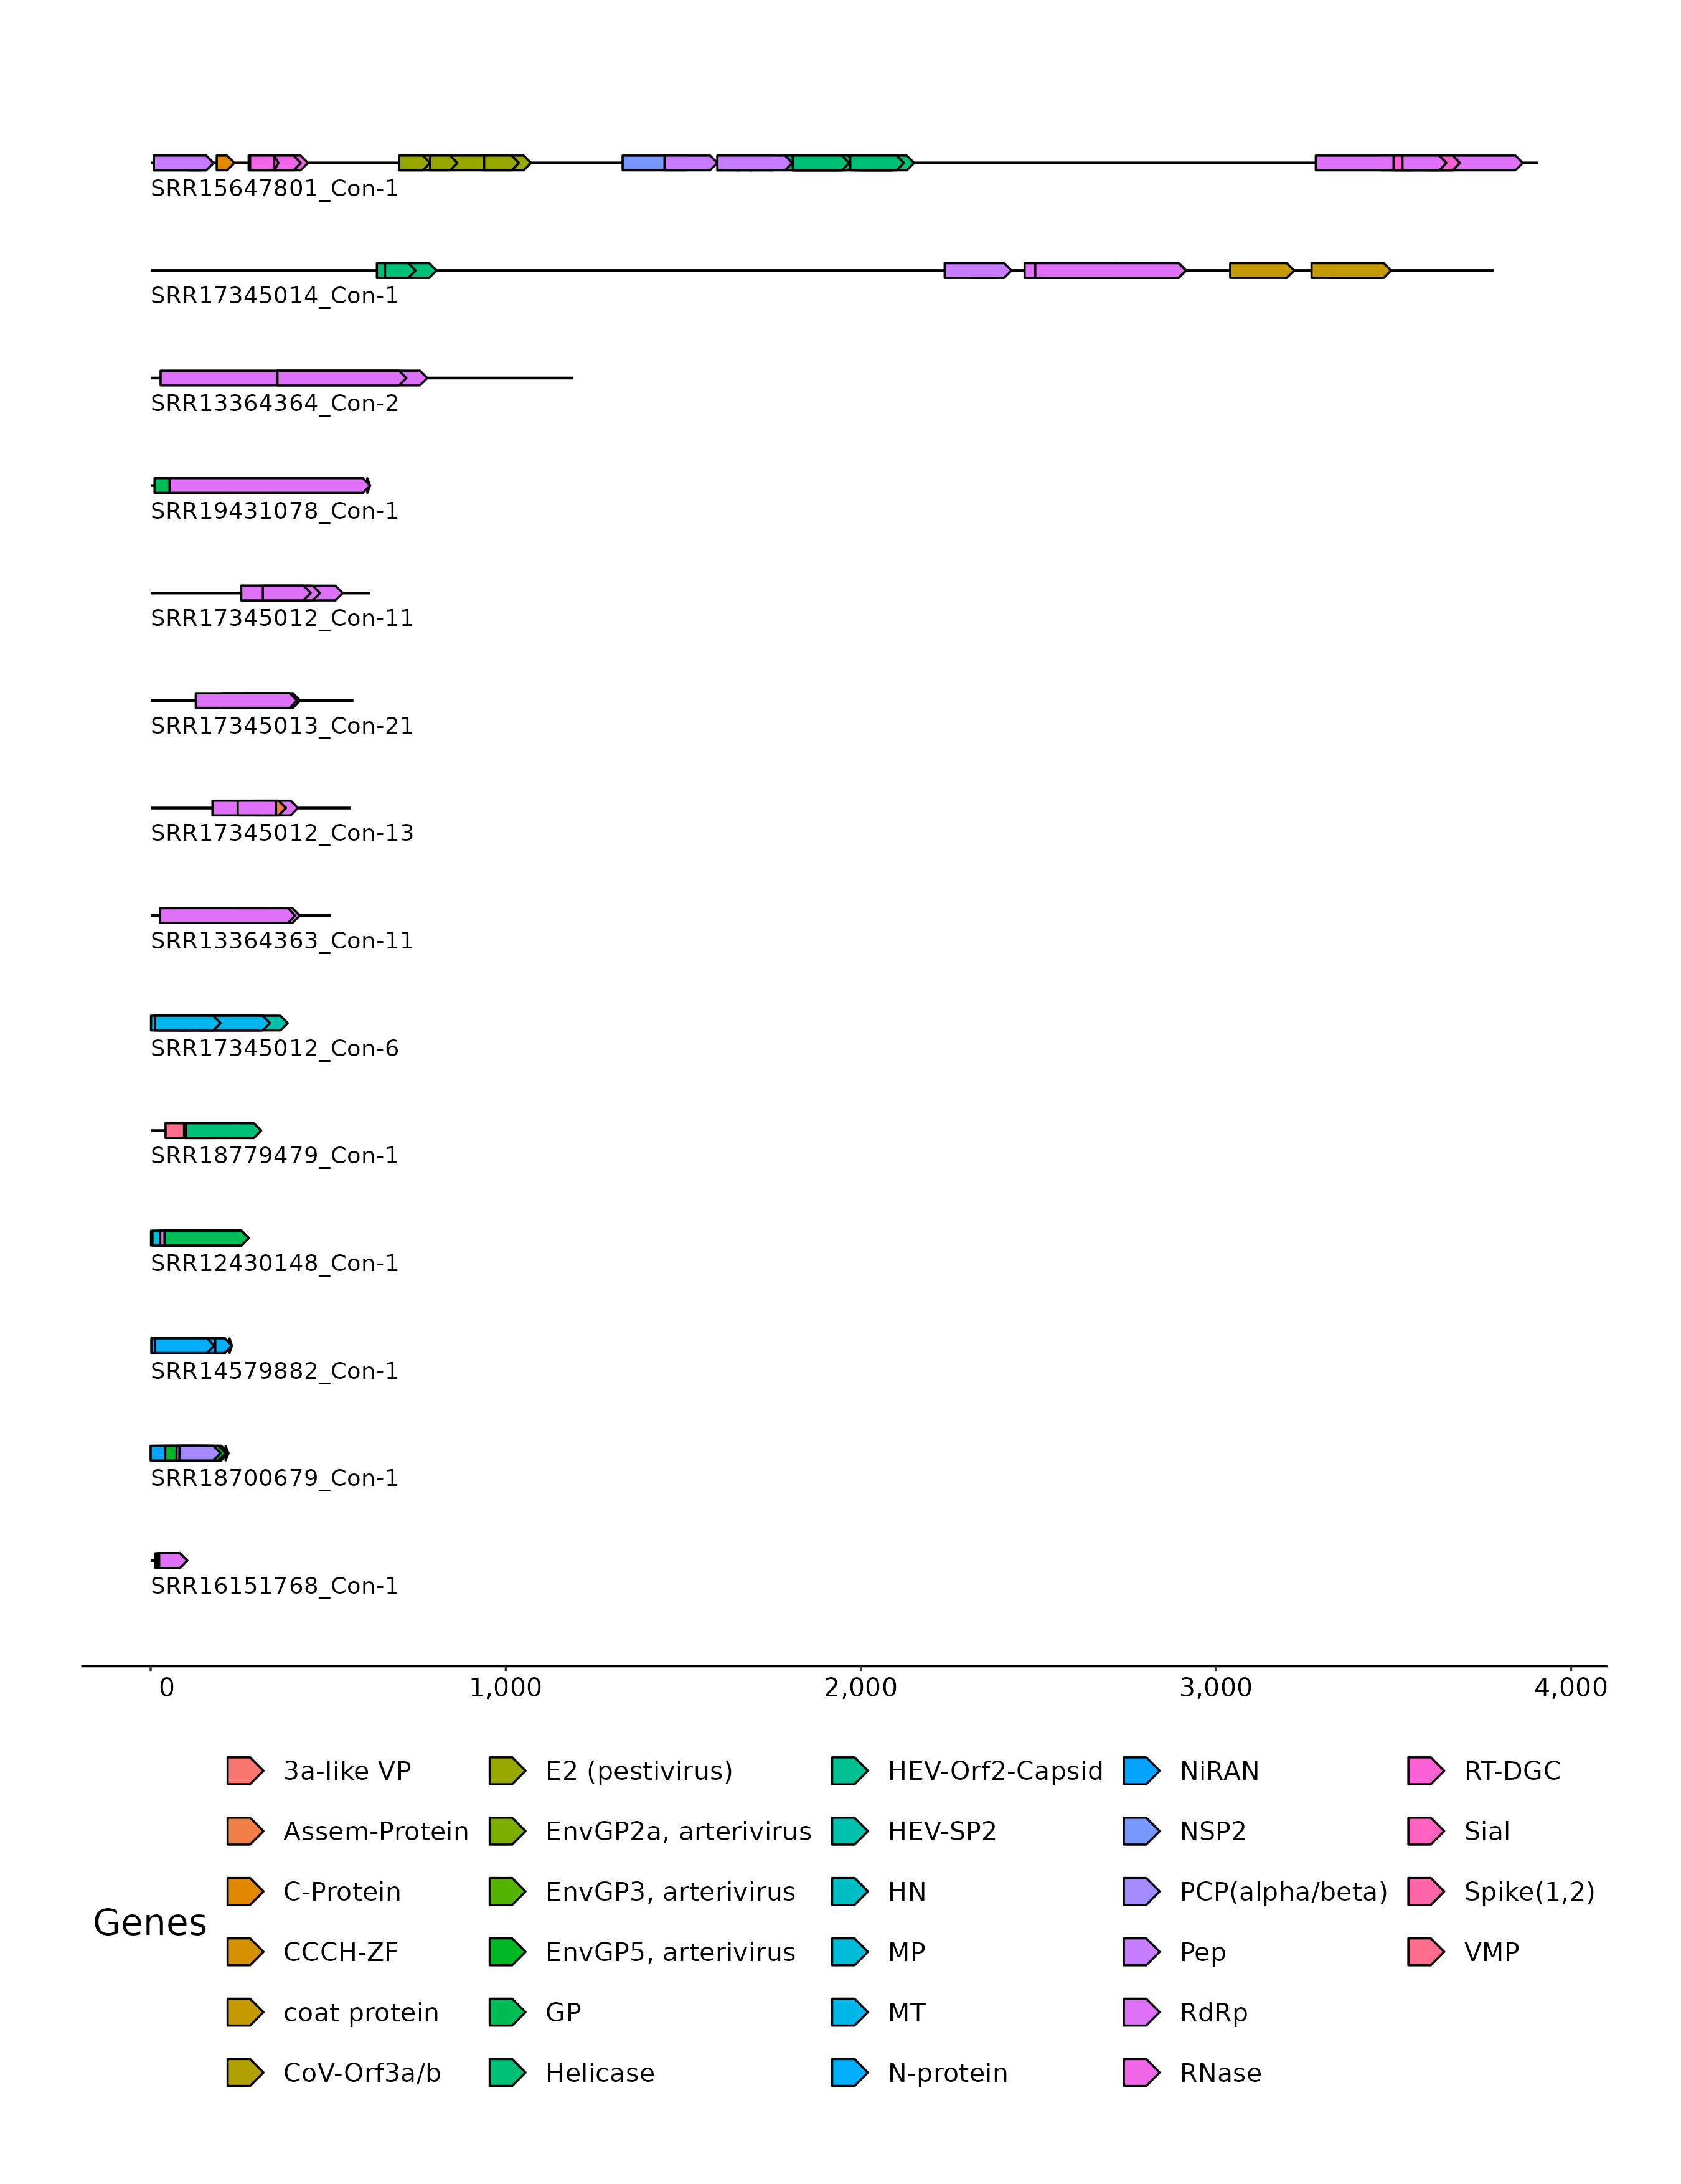 SRR15647801_Con-1
SRR17345014_Con-1
SRR13364364_Con-2
SRR19431078_Con-1
SRR17345012_Con-11
SRR17345013_Con-21
SRR17345012_Con-13
SRR13364363_Con-11
SRR17345012_Con-6
SRR18779479_Con-1
SRR12430148_Con-1
SRR14579882_Con-1
SRR18700679_Con-1
SRR16151768_Con-1
0 1,000 2,000 3,000 4,000
3a-like VP E2 (pestivirus) HEV-Orf2-Capsid NiRAN RT-DGC
Assem-Protein EnvGP2a, arterivirus HEV-SP2 NSP2 Sial
C-Protein EnvGP3, arterivirus HN PCP(alpha/beta) Spike(1,2)
Genes
CCCH-ZF EnvGP5, arterivirus MP Pep VMP
coat protein GP MT RdRp
CoV-Orf3a/b Helicase N-protein RNase